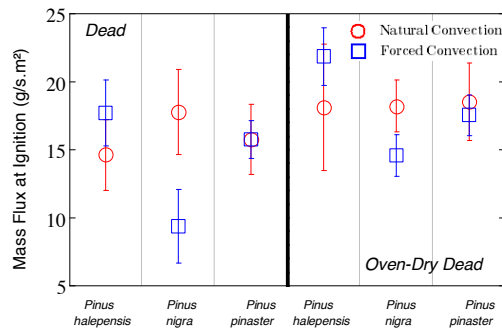 Dead
Natural Convection
Forced Convection
Mass Flux at Ignition (g/s.m²)
25
20
15
10
5
Oven-Dry Dead
Pinus halepensis
Pinus nigra
Pinus pinaster
Pinus halepensis
Pinus nigra
Pinus pinaster